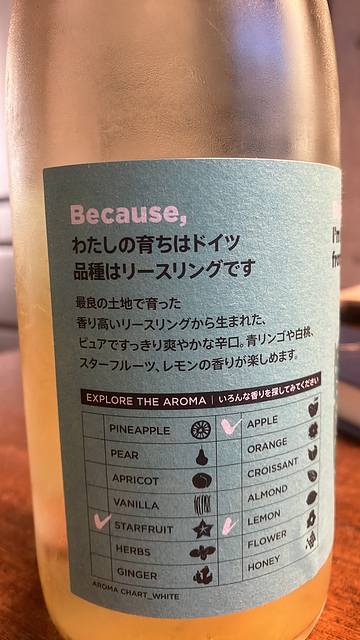 Because,
わたしの育ちはドイツ
品種はリースリングです
最良の土地で育った
香り高いリースリングから生まれた、
ピュアですっきり爽やかな辛口。青リンゴや白桃、
スターフルーツ、レモンの香りが楽しめます。
EXPLORE THE AROMA | いろんな香りを探してみてください
PINEAPPLE
PEAR
APRICOT
VANILLA
STARFRUIT
HERBS
GINGER
APPLE
ORANGE
CROISSANT
ALMOND
LEMON
FLOWER
HONEY
AROMA CHART_WHITE